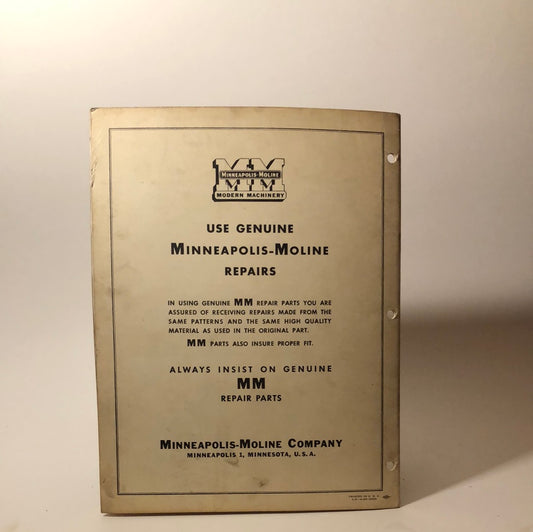 MM
MINNEAPOLIS-MOLINE
MODERN MACHINERY
USE GENUINE
MINNEAPOLIS-MOLINE
REPAIRS
IN USING GENUINE MM REPAIR PARTS YOU ARE
ASSURED OF RECEIVING REPAIRS MADE FROM THE
SAME PATTERNS AND THE SAME HIGH QUALITY
MATERIAL AS USED IN THE ORIGINAL PART.
MM PARTS ALSO INSURE PROPER FIT.
ALWAYS INSIST ON GENUINE
MM
REPAIR PARTS
MINNEAPOLIS-MOLINE COMPANY
MINNEAPOLIS 1, MINNESOTA, U.S.A.